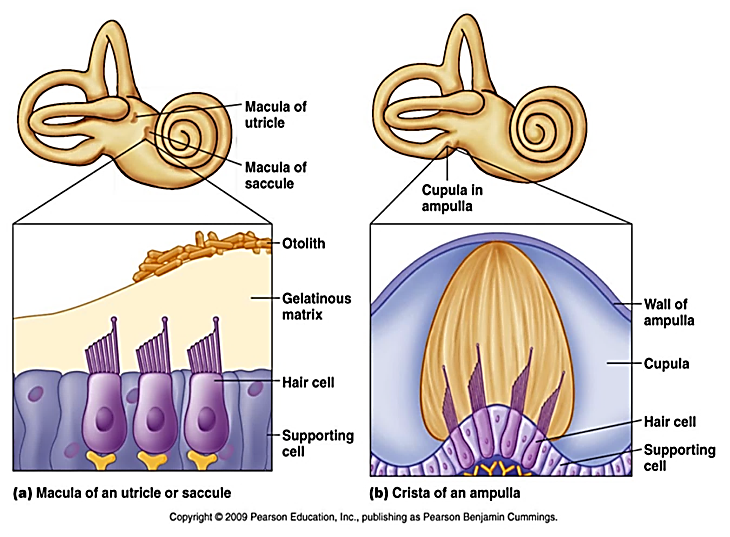 Macula of
utricle
Macula of
saccule
Cupula in
ampulla
Otolith
Gelatinous
matrix
Hair cell
Supporting
cell
Wall of
ampulla
Cupula
Hair cell
Supporting
cell
(a) Macula of an utricle or saccule
(b) Crista of an ampulla
Copyright © 2009 Pearson Education, Inc., publishing as Pearson Benjamin Cummings.